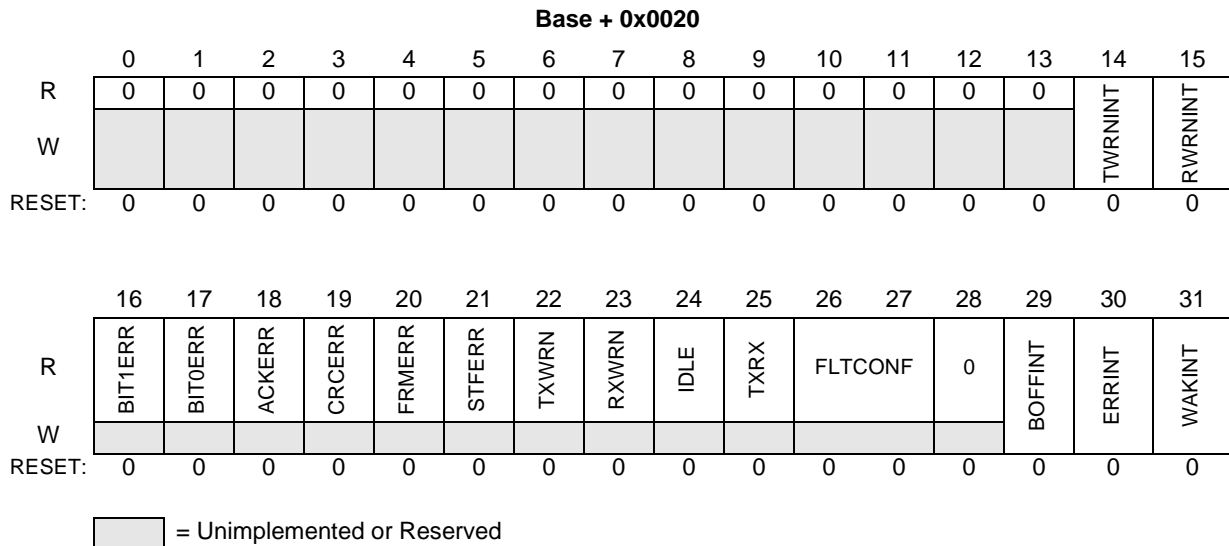 Base + 0x0020
0 1 2 3 4 5 6 7 8 9 10 11 12 13 14 15
R 0 0 0 0 0 0 0 0 0 0 0 0 0 0 TWRNINT RWRNINT
W
RESET: 0 0 0 0 0 0 0 0 0 0 0 0 0 0 0 0
16 17 18 19 20 21 22 23 24 25 26 27 28 29 30 31
R BIT1ERR BIT0ERR ACKERR CRCERR FRMERR STFERR TXWRN RXWRN IDLE TXRX FLTCONF 0 BOFFINT ERRINT WAKINT
W
RESET: 0 0 0 0 0 0 0 0 0 0 0 0 0 0 0 0
= Unimplemented or Reserved